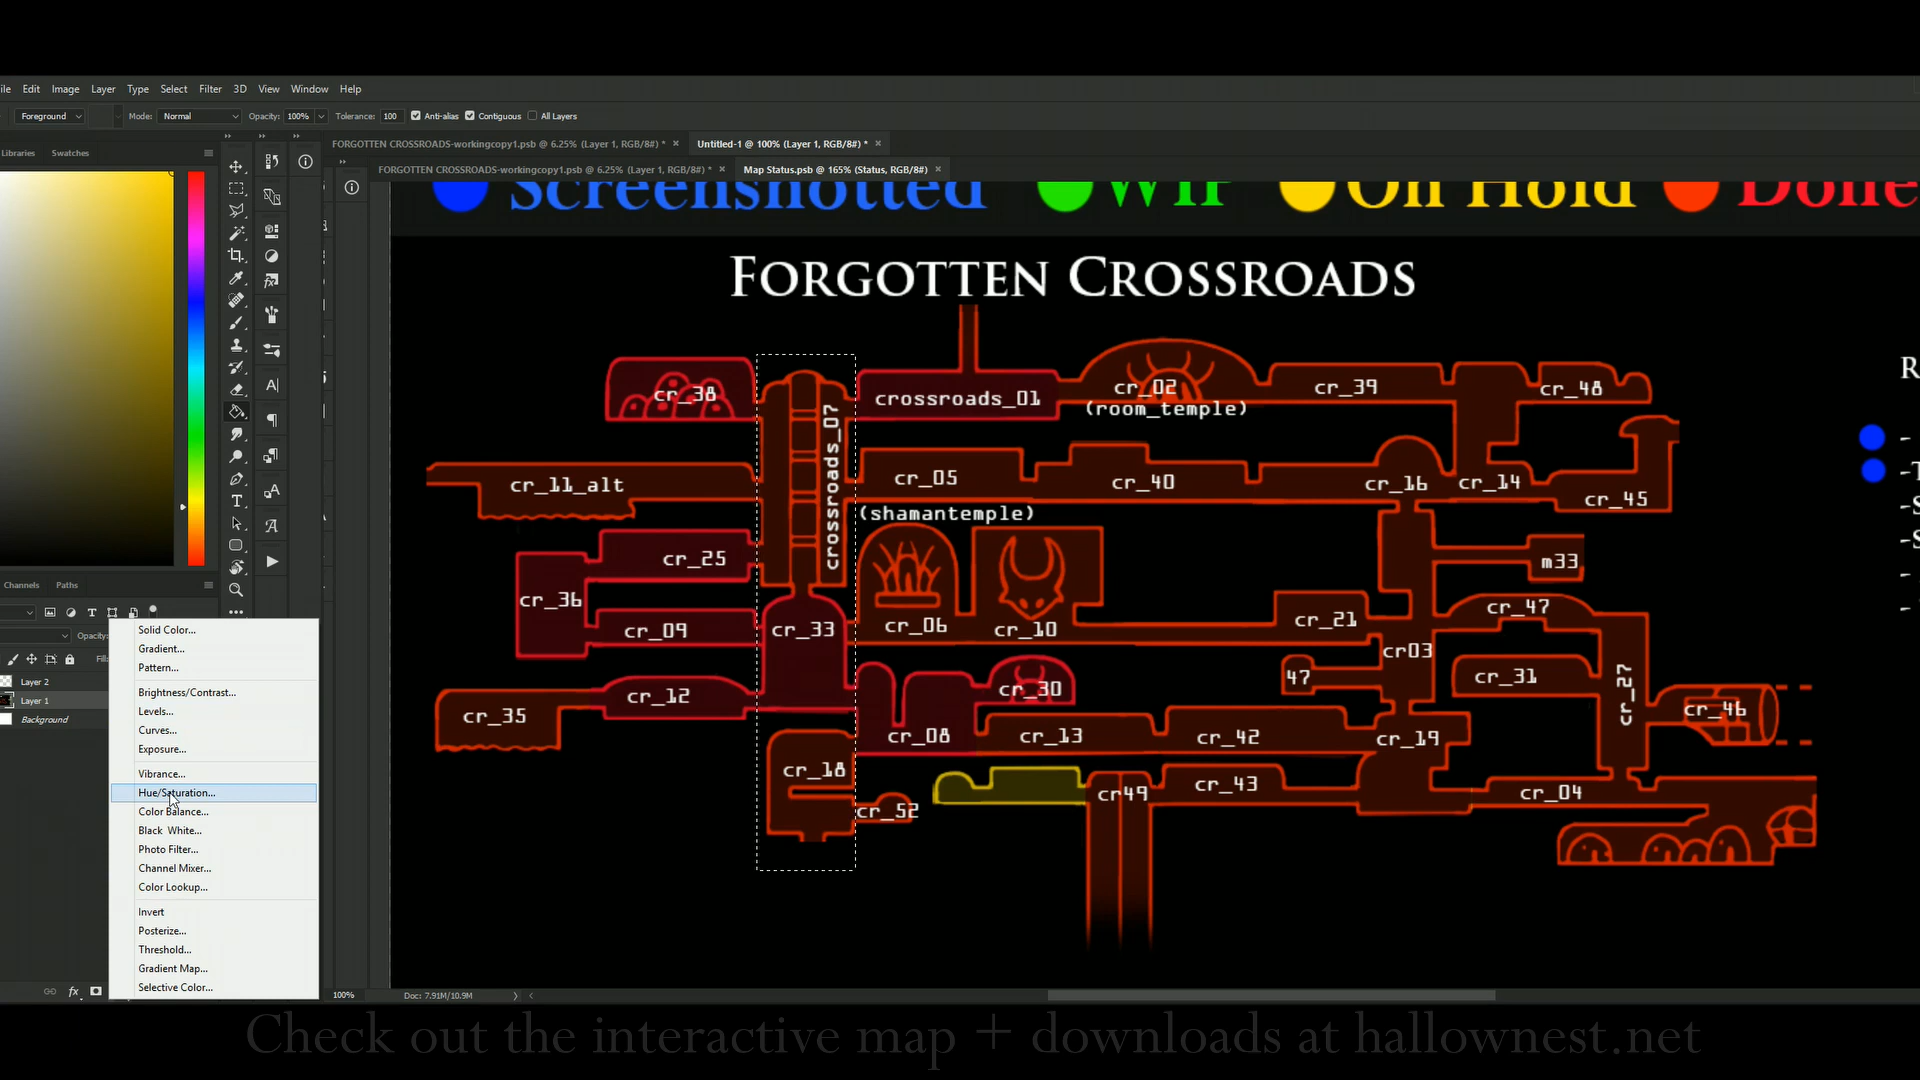 ile Edit Image Layer Type Select Filter 3D View Window Help
Foreground Mode: Normal Opacity: 100% Tolerance: 100 Anti-alias Contiguous All Layers
FORGOTTEN CROSSROADS-workingcopy1.psb @ 6.25% (Layer 1, RGB/8#) * Untitled-1 @ 100% (Layer 1, RGB/8#) *
Libraries Swatches
FORGOTTEN CROSSROADS-workingcopy1.psb @ 6.25% (Layer 1, RGB/8#) * Map Status.psb @ 165% (Status, RGB/8#)
Screenshotted WIP On Hold Done
FORGOTTEN CROSSROADS
R
cr_38
crossroads_01
cr_02
(room_temple)
cr_39
cr_48
crossroads_07
cr_11_alt
cr_05
cr_40
cr_16
cr_14
cr_45
(shamantemple)
cr_25
m33
cr_36
cr_09
cr_33
cr_06
cr_10
cr_21
cr_47
cr03
cr_12
cr_30
47
cr_31
cr_27
cr_35
cr_08
cr_13
cr_42
cr_19
cr_46
cr_18
cr_52
cr49
cr_43
cr_04
Channels Paths
Opacity:
Fill
Layer 2
Layer 1
Background
Solid Color...
Gradient...
Pattern...
Brightness/Contrast...
Levels...
Curves...
Exposure...
Vibrance...
Hue/Saturation...
Color Balance...
Black White...
Photo Filter...
Channel Mixer...
Color Lookup...
Invert
Posterize...
Threshold...
Gradient Map...
Selective Color...
fx
100% Doc: 7.91M/10.9M
Check out the interactive map + downloads at hallownest.net